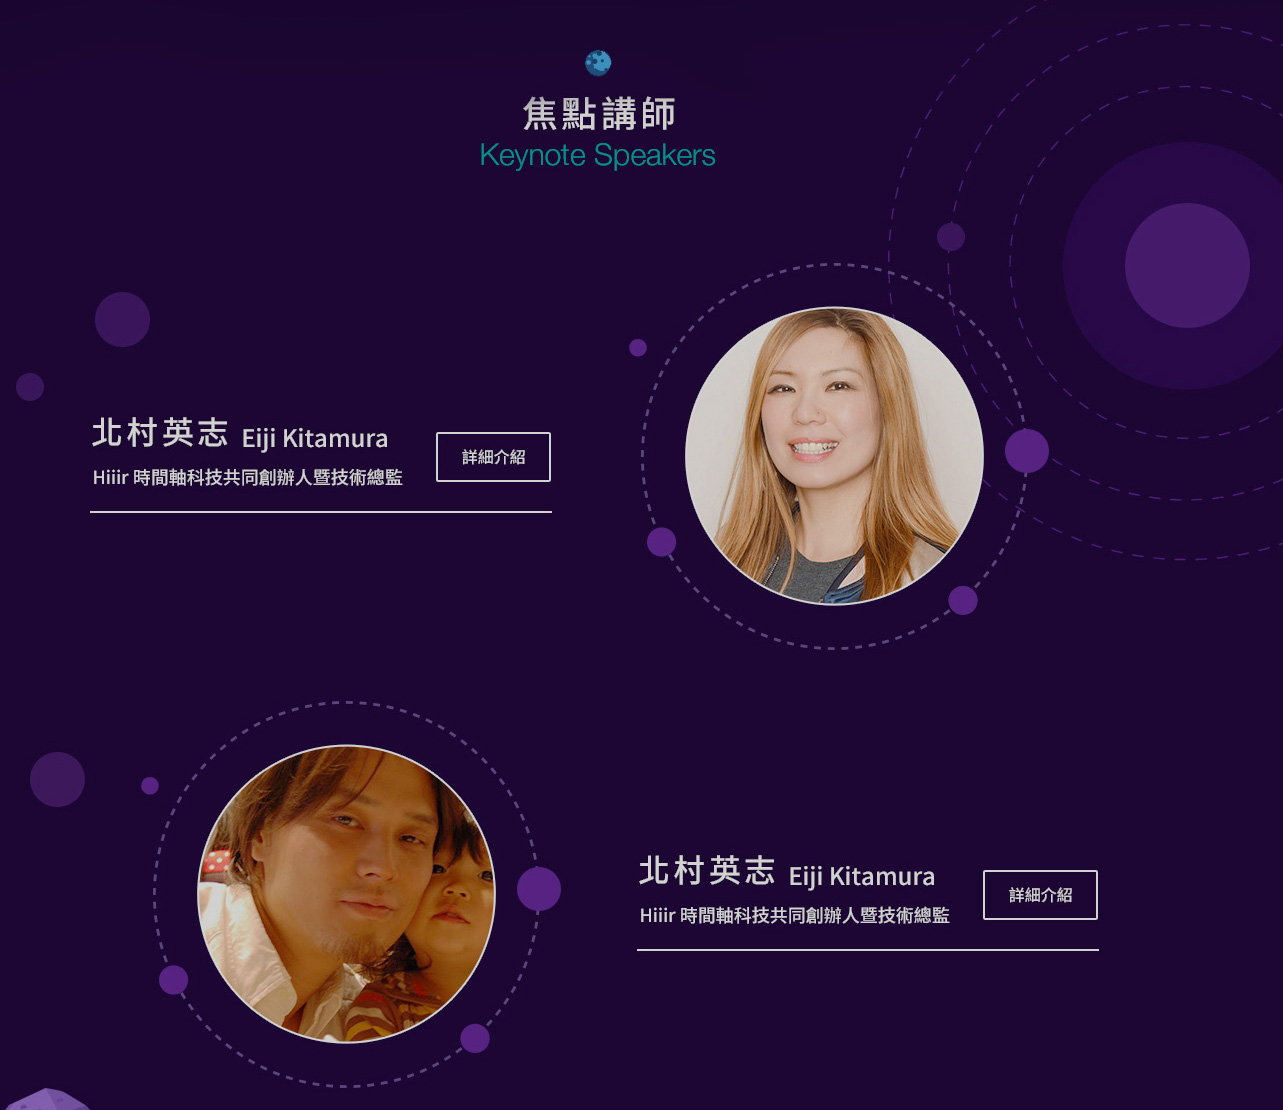 焦點講師
Keynote Speakers
北村英志 Eiji Kitamura
Hiiir 時間軸科技共同創辦人暨技術總監
詳細介紹
北村英志 Eiji Kitamura
Hiiir 時間軸科技共同創辦人暨技術總監
詳細介紹